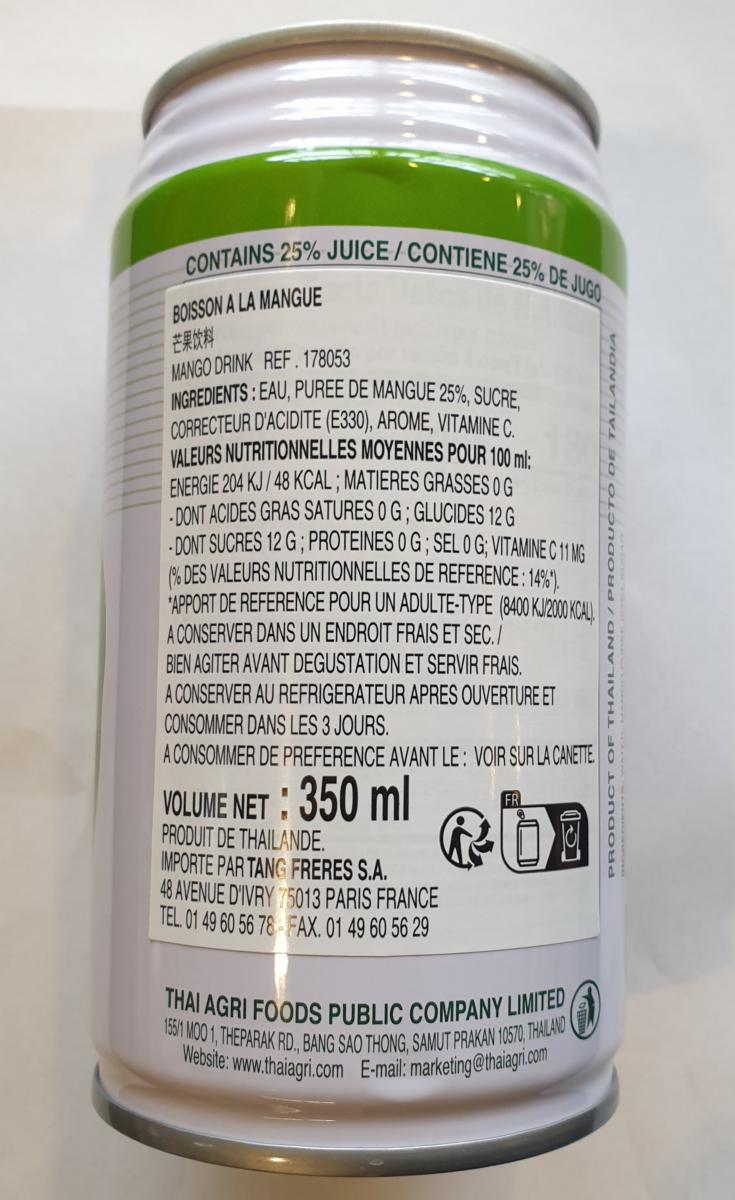 CONTAINS 25% JUICE / CONTIENE 25% DE JUGO
BOISSON A LA MANGUE
芒果饮料
MANGO DRINK REF. 178053
INGREDIENTS : EAU, PUREE DE MANGUE 25%, SUCRE,
CORRECTEUR D'ACIDITE (E330), AROME, VITAMINE C.
VALEURS NUTRITIONNELLES MOYENNES POUR 100 ml:
ENERGIE 204 KJ / 48 KCAL ; MATIERES GRASSES 0 G
- DONT ACIDES GRAS SATURES 0 G ; GLUCIDES 12 G
- DONT SUCRES 12 G ; PROTEINES 0 G ; SEL 0 G; VITAMINE C 11 MG
(% DES VALEURS NUTRITIONNELLES DE REFERENCE : 14%*).
*APPORT DE REFERENCE POUR UN ADULTE-TYPE (8400 KJ/2000 KCAL).
A CONSERVER DANS UN ENDROIT FRAIS ET SEC. /
BIEN AGITER AVANT DEGUSTATION ET SERVIR FRAIS.
A CONSERVER AU REFRIGERATEUR APRES OUVERTURE ET
CONSOMMER DANS LES 3 JOURS.
A CONSOMMER DE PREFERENCE AVANT LE : VOIR SUR LA CANETTE.
VOLUME NET : 350 ml
FR
PRODUIT DE THAILANDE.
IMPORTE PAR TANG FRERES S.A.
48 AVENUE D'IVRY 75013 PARIS FRANCE
TEL. 01 49 60 56 78 - FAX. 01 49 60 56 29
PRODUCT OF THAILAND / PRODUCTO DE TAILANDIA
THAI AGRI FOODS PUBLIC COMPANY LIMITED
155/1 MOO 1, THEPARAK RD., BANG SAO THONG, SAMUT PRAKAN 10570, THAILAND
Website: www.thaiagri.com E-mail: marketing@thaiagri.com